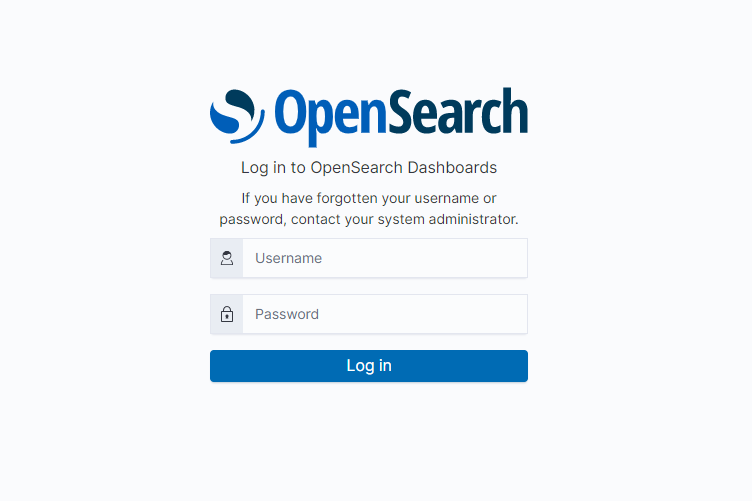 OpenSearch
Log in to OpenSearch Dashboards
If you have forgotten your username or
password, contact your system administrator.
Username
Password
Log in